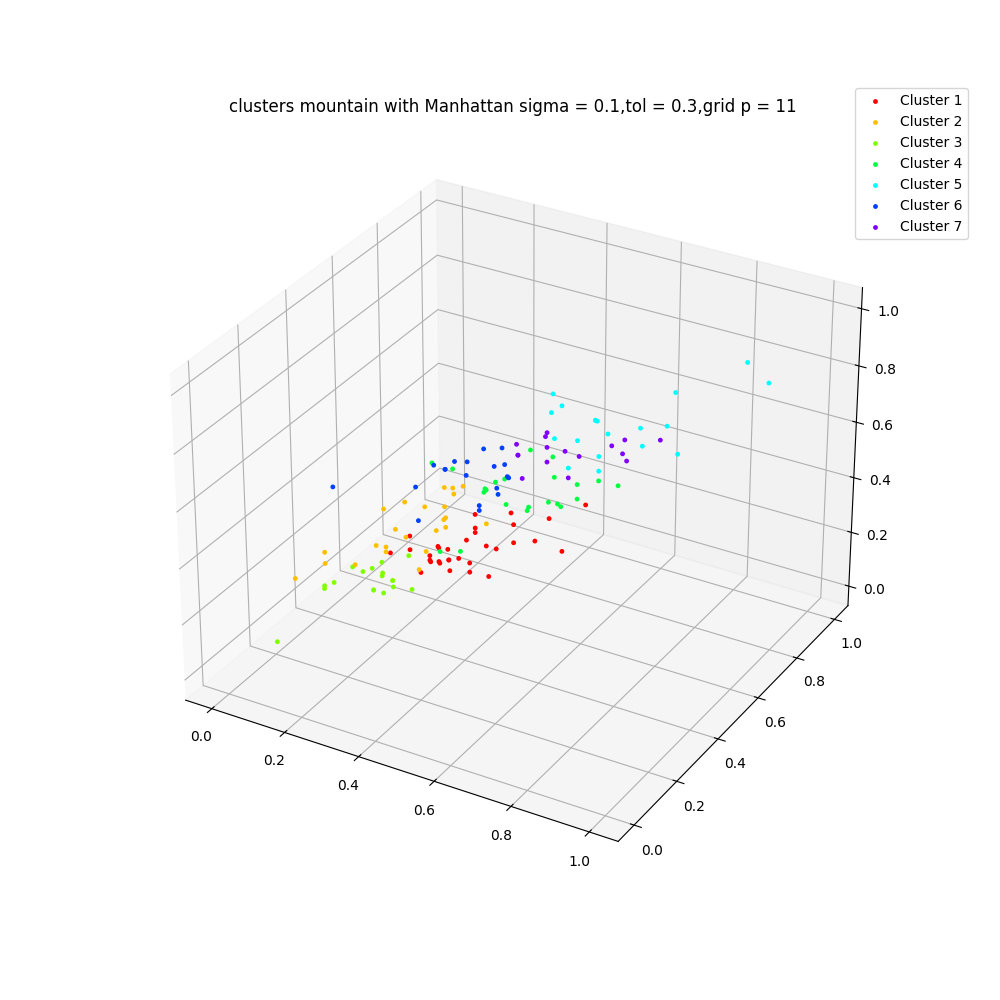 clusters mountain with Manhattan sigma = 0.1,tol = 0.3,grid p = 11
Cluster 1
Cluster 2
Cluster 3
Cluster 4
Cluster 5
Cluster 6
Cluster 7
1.0
0.8
0.6
0.4
0.2
0.0
1.0
0.8
0.6
0.4
0.2
0.0
0.0
0.2
0.4
0.6
0.8
1.0